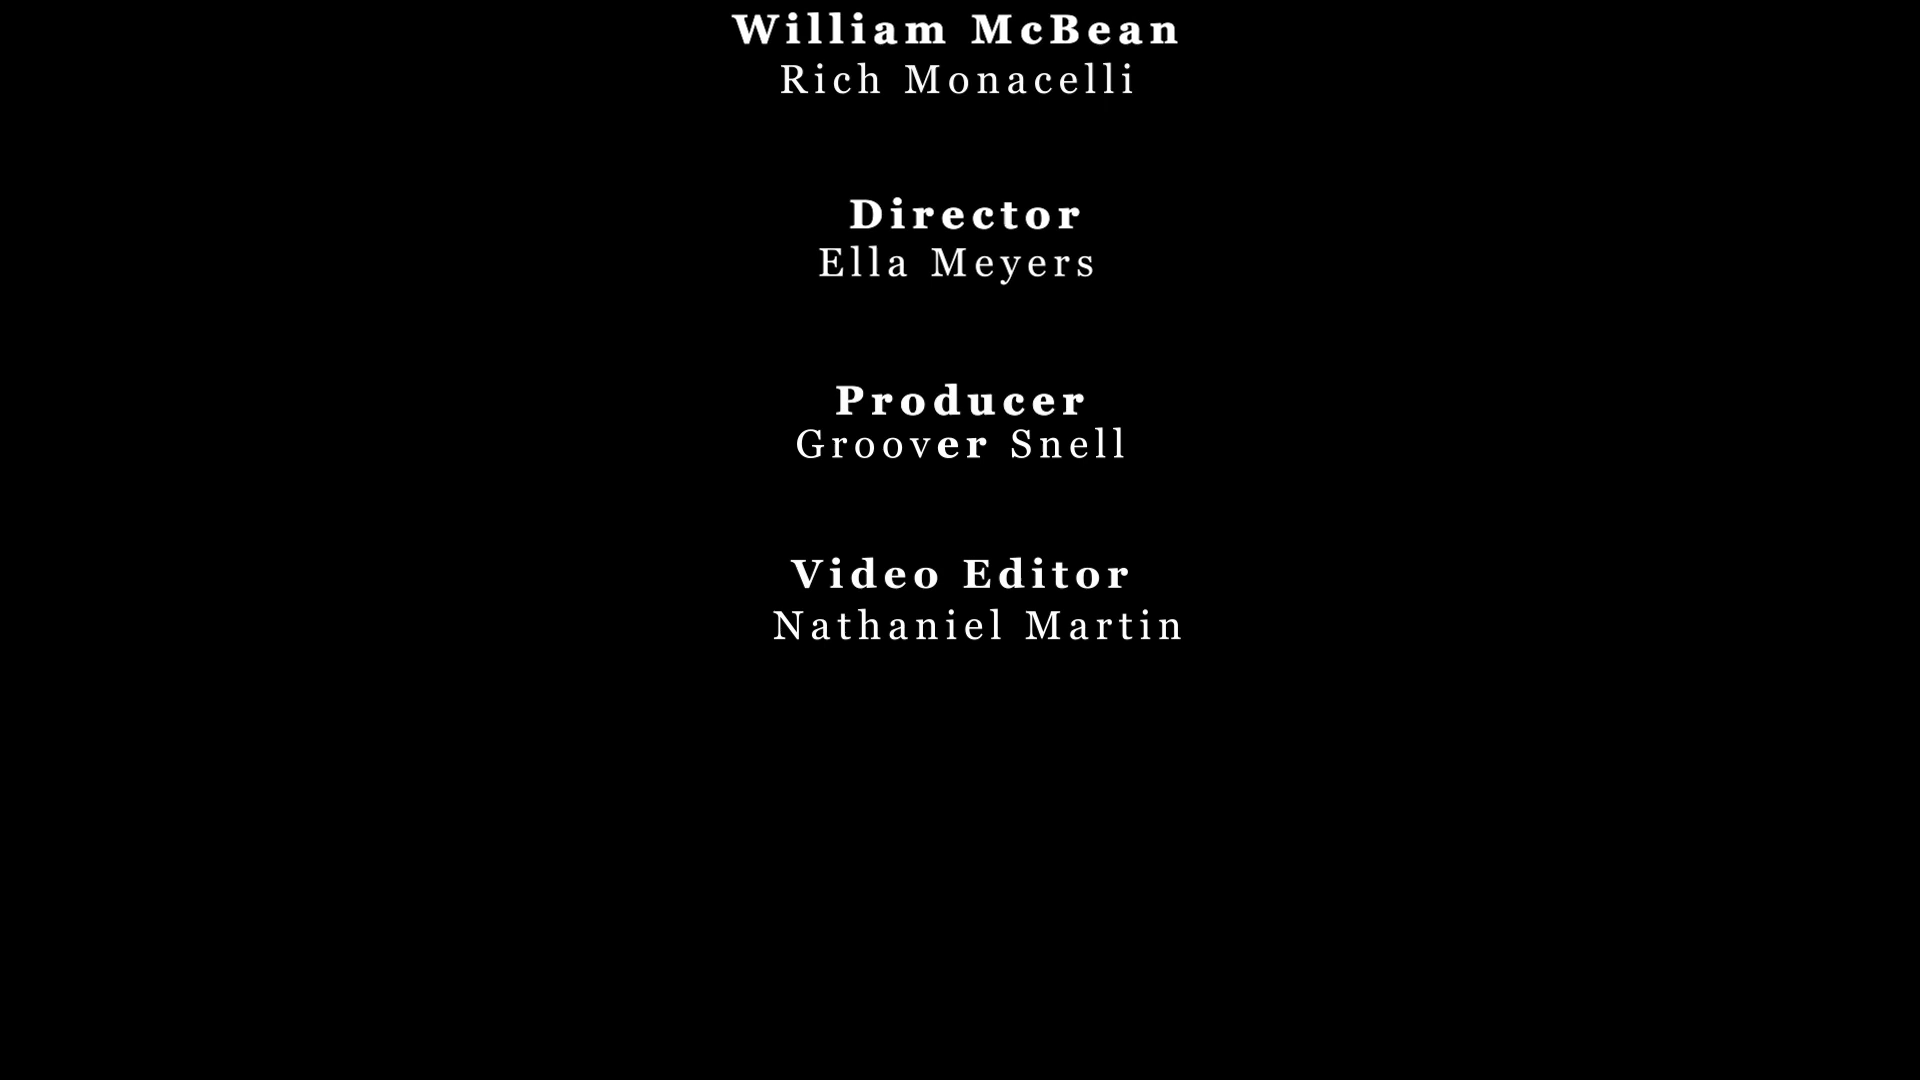 William McBean
Rich Monacelli
Director
Ella Meyers
Producer
Groover Snell
Video Editor
Nathaniel Martin